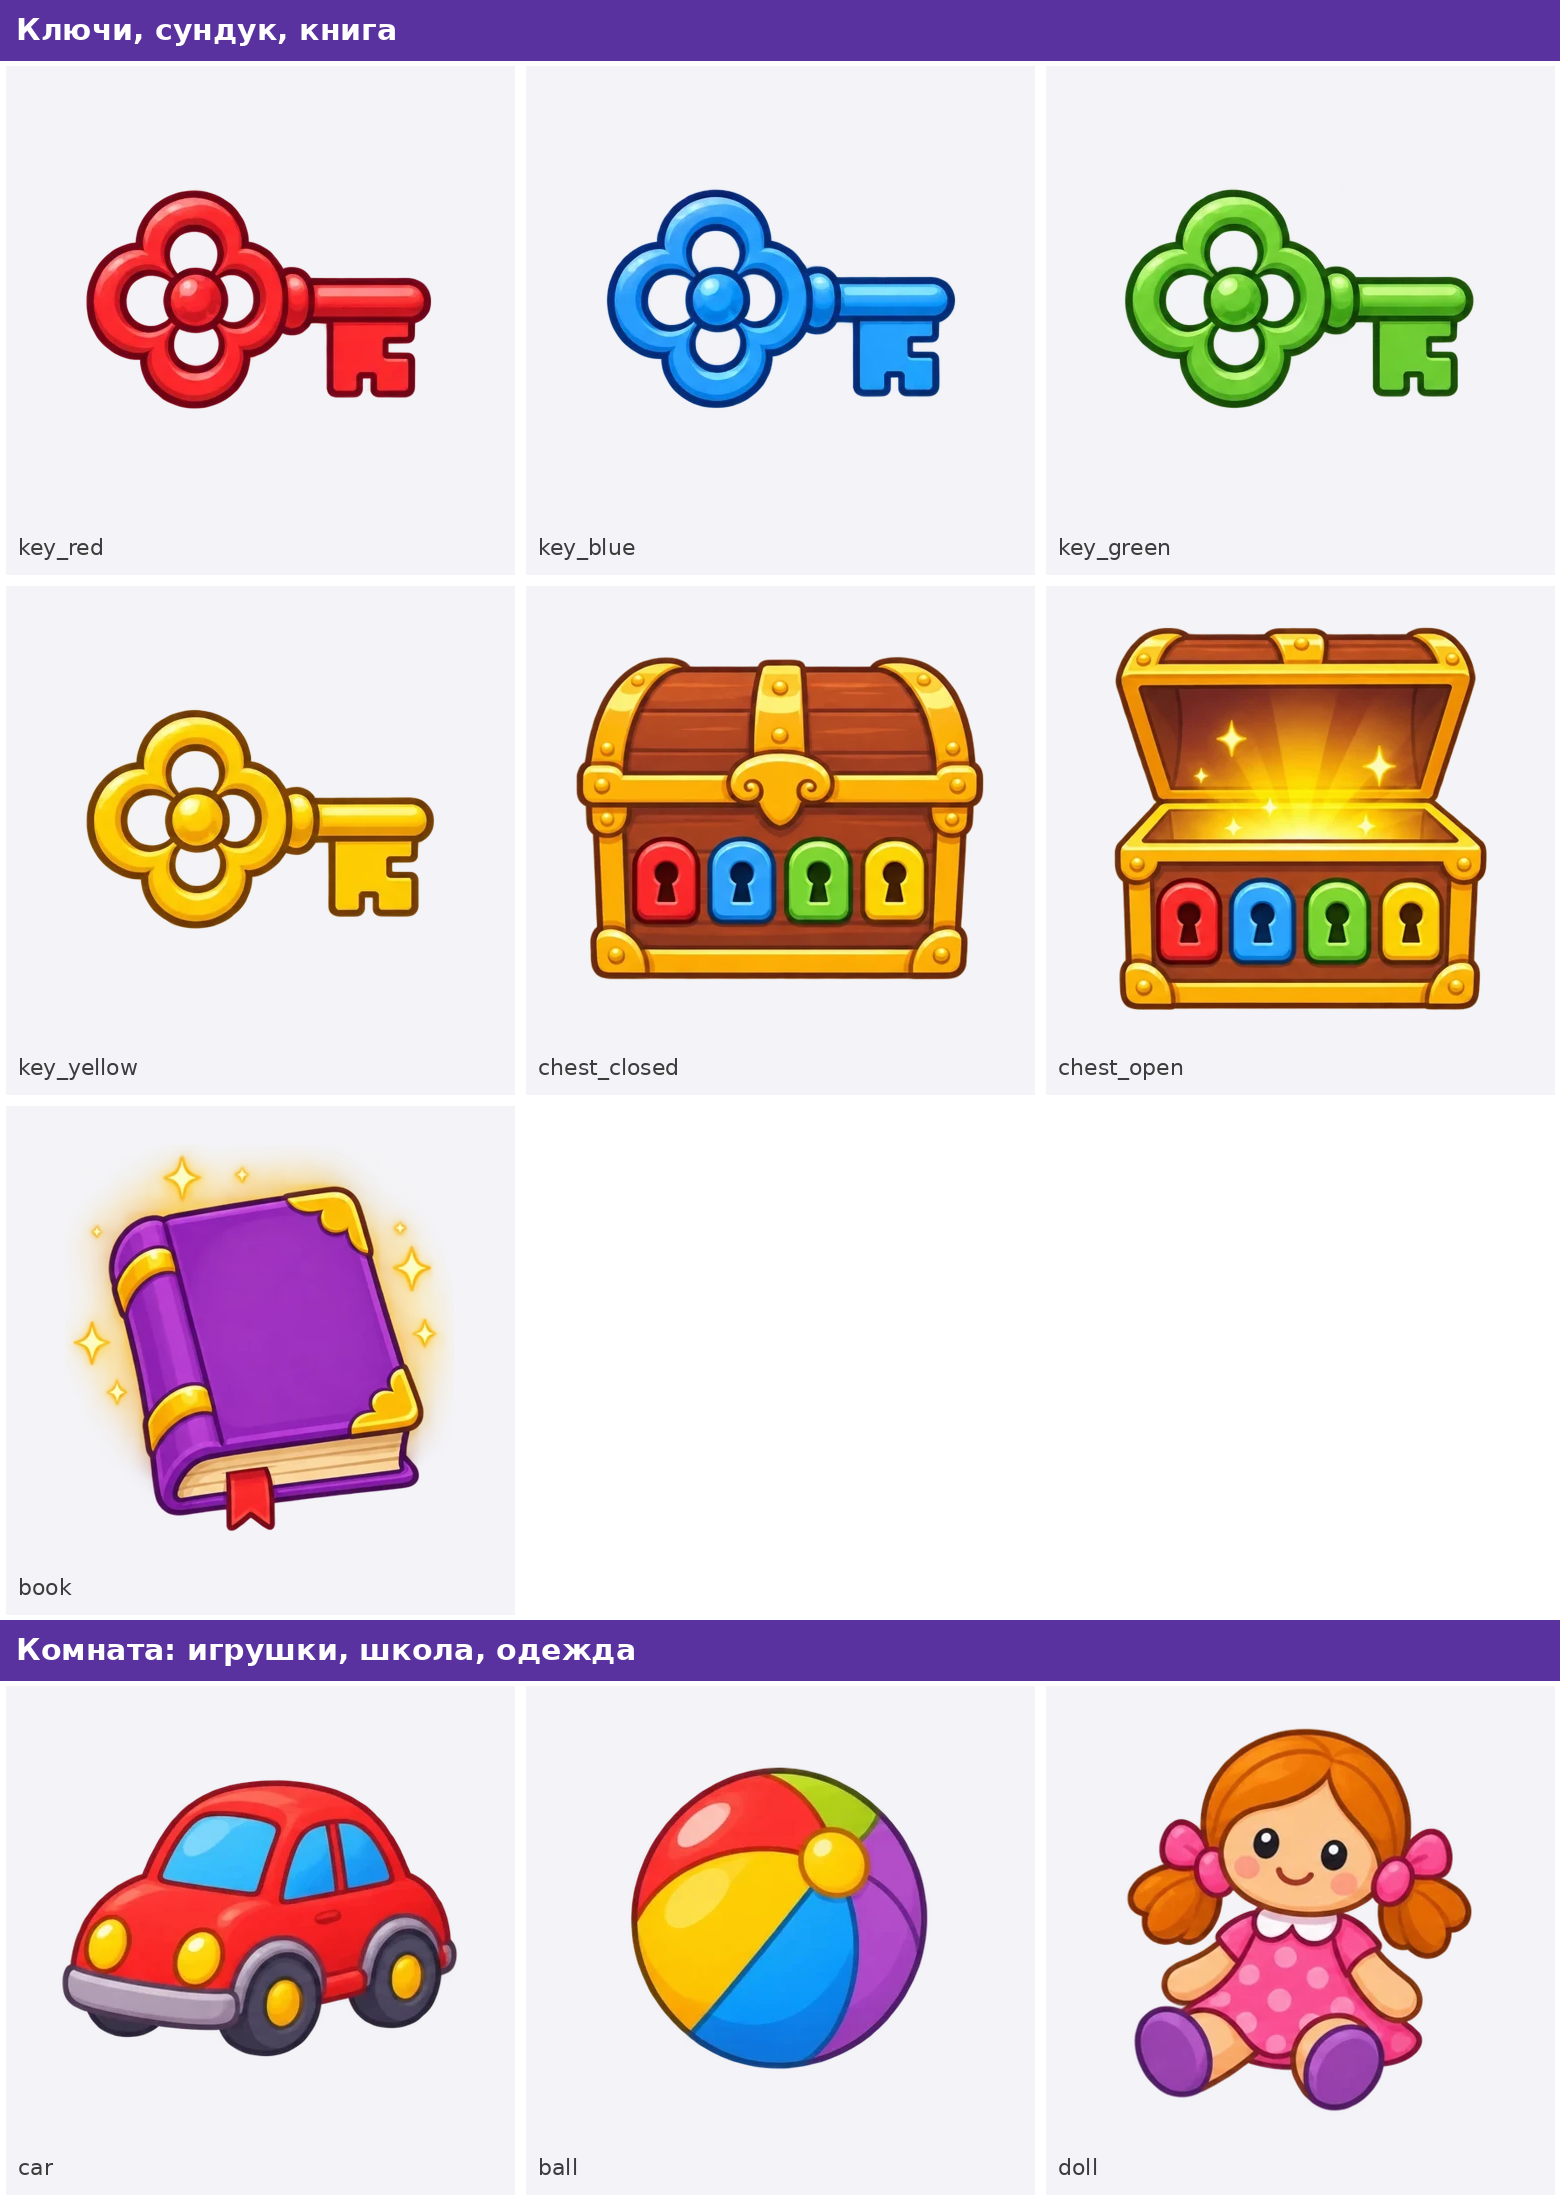 Ключи, сундук, книга
key_red
key_blue
key_green
key_yellow
chest_closed
chest_open
book
Комната: игрушки, школа, одежда
car
ball
doll